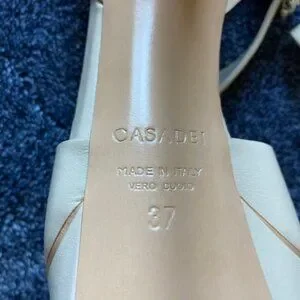 CASADEI
MADE IN ITALY
VERO CUOIO
37